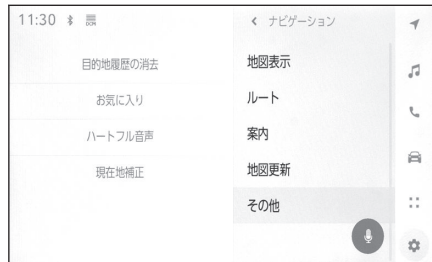 11:30
目的地履歴の消去
お気に入り
ハートフル音声
現在地補正
ナビゲーション
地図表示
ルート
案内
地図更新
その他